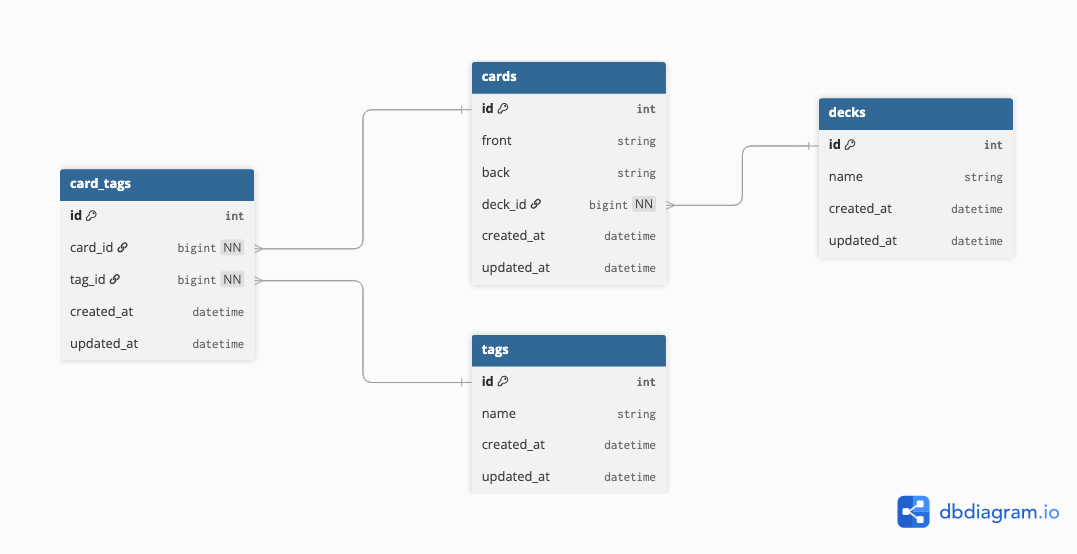 card_tags
id int
card_id bigint NN
tag_id bigint NN
created_at datetime
updated_at datetime
cards
id int
front string
back string
deck_id bigint NN
created_at datetime
updated_at datetime
tags
id int
name string
created_at datetime
updated_at datetime
decks
id int
name string
created_at datetime
updated_at datetime
dbdiagram.io